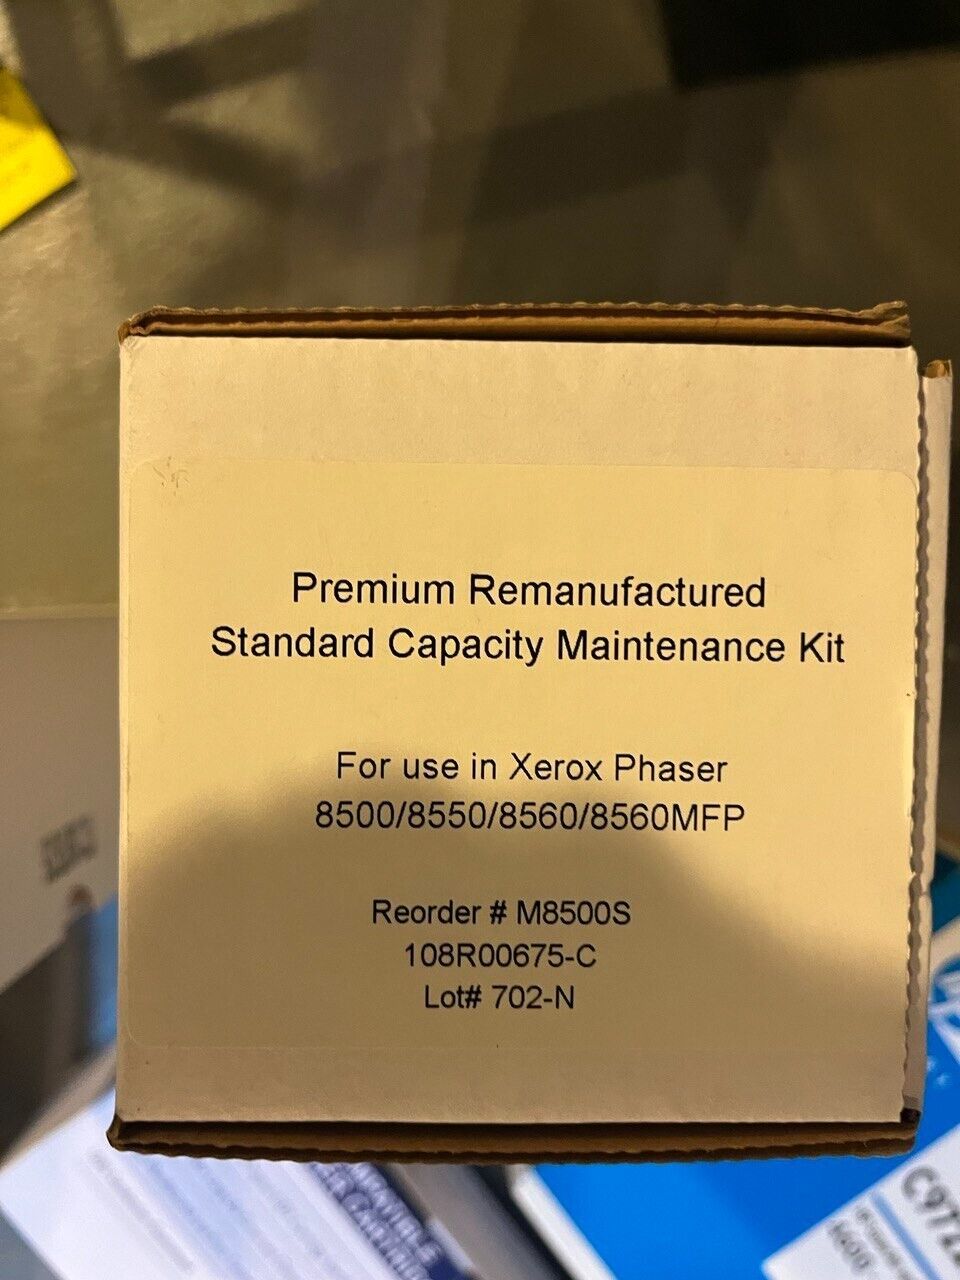 Premium Remanufactured
Standard Capacity Maintenance Kit
For use in Xerox Phaser
8500/8550/8560/8560MFP
Reorder # M8500S
108R00675-C
Lot# 702-N